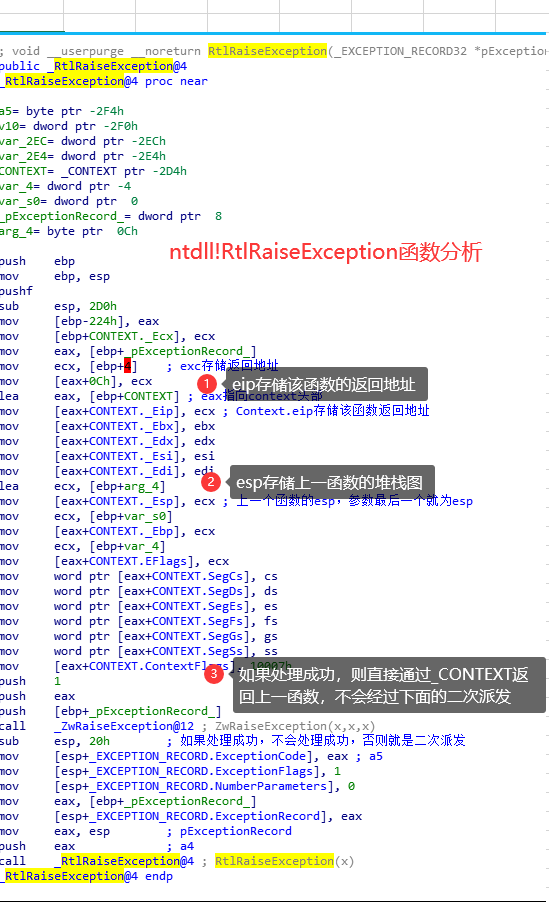 ; void __userpurge __noreturn RtlRaiseException(_EXCEPTION_RECORD32 *pException
public _RtlRaiseException@4
_RtlRaiseException@4 proc near
a5= byte ptr -2F4h
v10= dword ptr -2F0h
var_2EC= dword ptr -2ECh
var_2E4= dword ptr -2E4h
CONTEXT= _CONTEXT ptr -2D4h
var_4= dword ptr -4
var_s0= dword ptr 0
_pExceptionRecord_= dword ptr 8
arg_4= byte ptr 0Ch
ntdll!RtlRaiseException函数分析
push ebp
mov ebp, esp
pushf
sub esp, 2D0h
mov [ebp-224h], eax
mov [ebp+CONTEXT._Ecx], ecx
mov eax, [ebp+_pExceptionRecord_]
mov ecx, [ebp+4] ; exc存储返回地址
mov [eax+0Ch], ecx
1 eip存储该函数的返回地址
lea eax, [ebp+CONTEXT] ; eax指向context头部
mov [eax+CONTEXT._Eip], ecx ; Context.eip存储该函数返回地址
mov [eax+CONTEXT._Ebx], ebx
mov [eax+CONTEXT._Edx], edx
mov [eax+CONTEXT._Esi], esi
mov [eax+CONTEXT._Edi], edi
2 esp存储上一函数的堆栈图
lea ecx, [ebp+arg_4]
mov [eax+CONTEXT._Esp], ecx ; 上一个函数的esp，参数最后一个就为esp
mov ecx, [ebp+var_s0]
mov [eax+CONTEXT._Ebp], ecx
mov ecx, [ebp+var_4]
mov [eax+CONTEXT.EFlags], ecx
mov word ptr [eax+CONTEXT.SegCs], cs
mov word ptr [eax+CONTEXT.SegDs], ds
mov word ptr [eax+CONTEXT.SegEs], es
mov word ptr [eax+CONTEXT.SegFs], fs
mov word ptr [eax+CONTEXT.SegGs], gs
mov word ptr [eax+CONTEXT.SegSs], ss
mov [eax+CONTEXT.ContextFlags], 10007h
3 如果处理成功，则直接通过_CONTEXT返
回上一函数，不会经过下面的二次派发
push 1
push eax
push [ebp+_pExceptionRecord_]
call _ZwRaiseException@12 ; ZwRaiseException(x,x,x)
sub esp, 20h ; 如果处理成功，不会处理成功，否则就是二次派发
mov [esp+_EXCEPTION_RECORD.ExceptionCode], eax ; a5
mov [esp+_EXCEPTION_RECORD.ExceptionFlags], 1
mov [esp+_EXCEPTION_RECORD.NumberParameters], 0
mov eax, [ebp+_pExceptionRecord_]
mov [esp+_EXCEPTION_RECORD.ExceptionRecord], eax
mov eax, esp ; pExceptionRecord
push eax ; a4
call _RtlRaiseException@4 ; RtlRaiseException(x)
_RtlRaiseException@4 endp